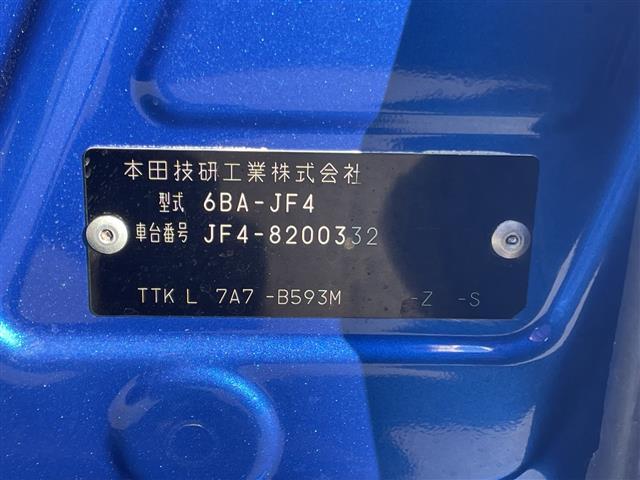 本田技研工業株式会社
型式 6BA-JF4
車台番号 JF4-8200332
TTK L 7A7 -B593M -Z -S